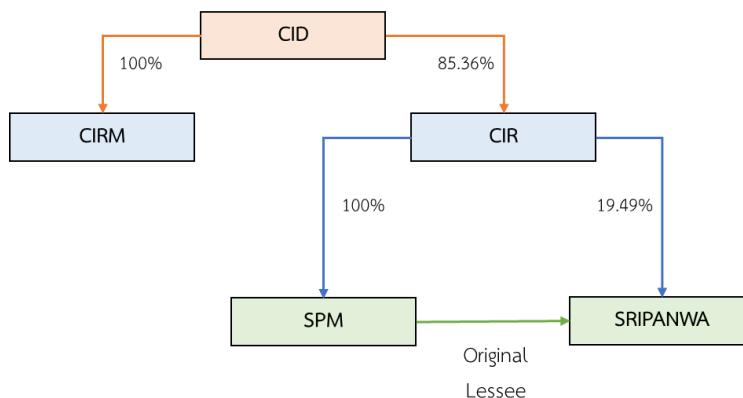 CID
100%
85.36%
CIRM
CIR
100%
19.49%
SPM
SRIPANWA
Original
Lessee